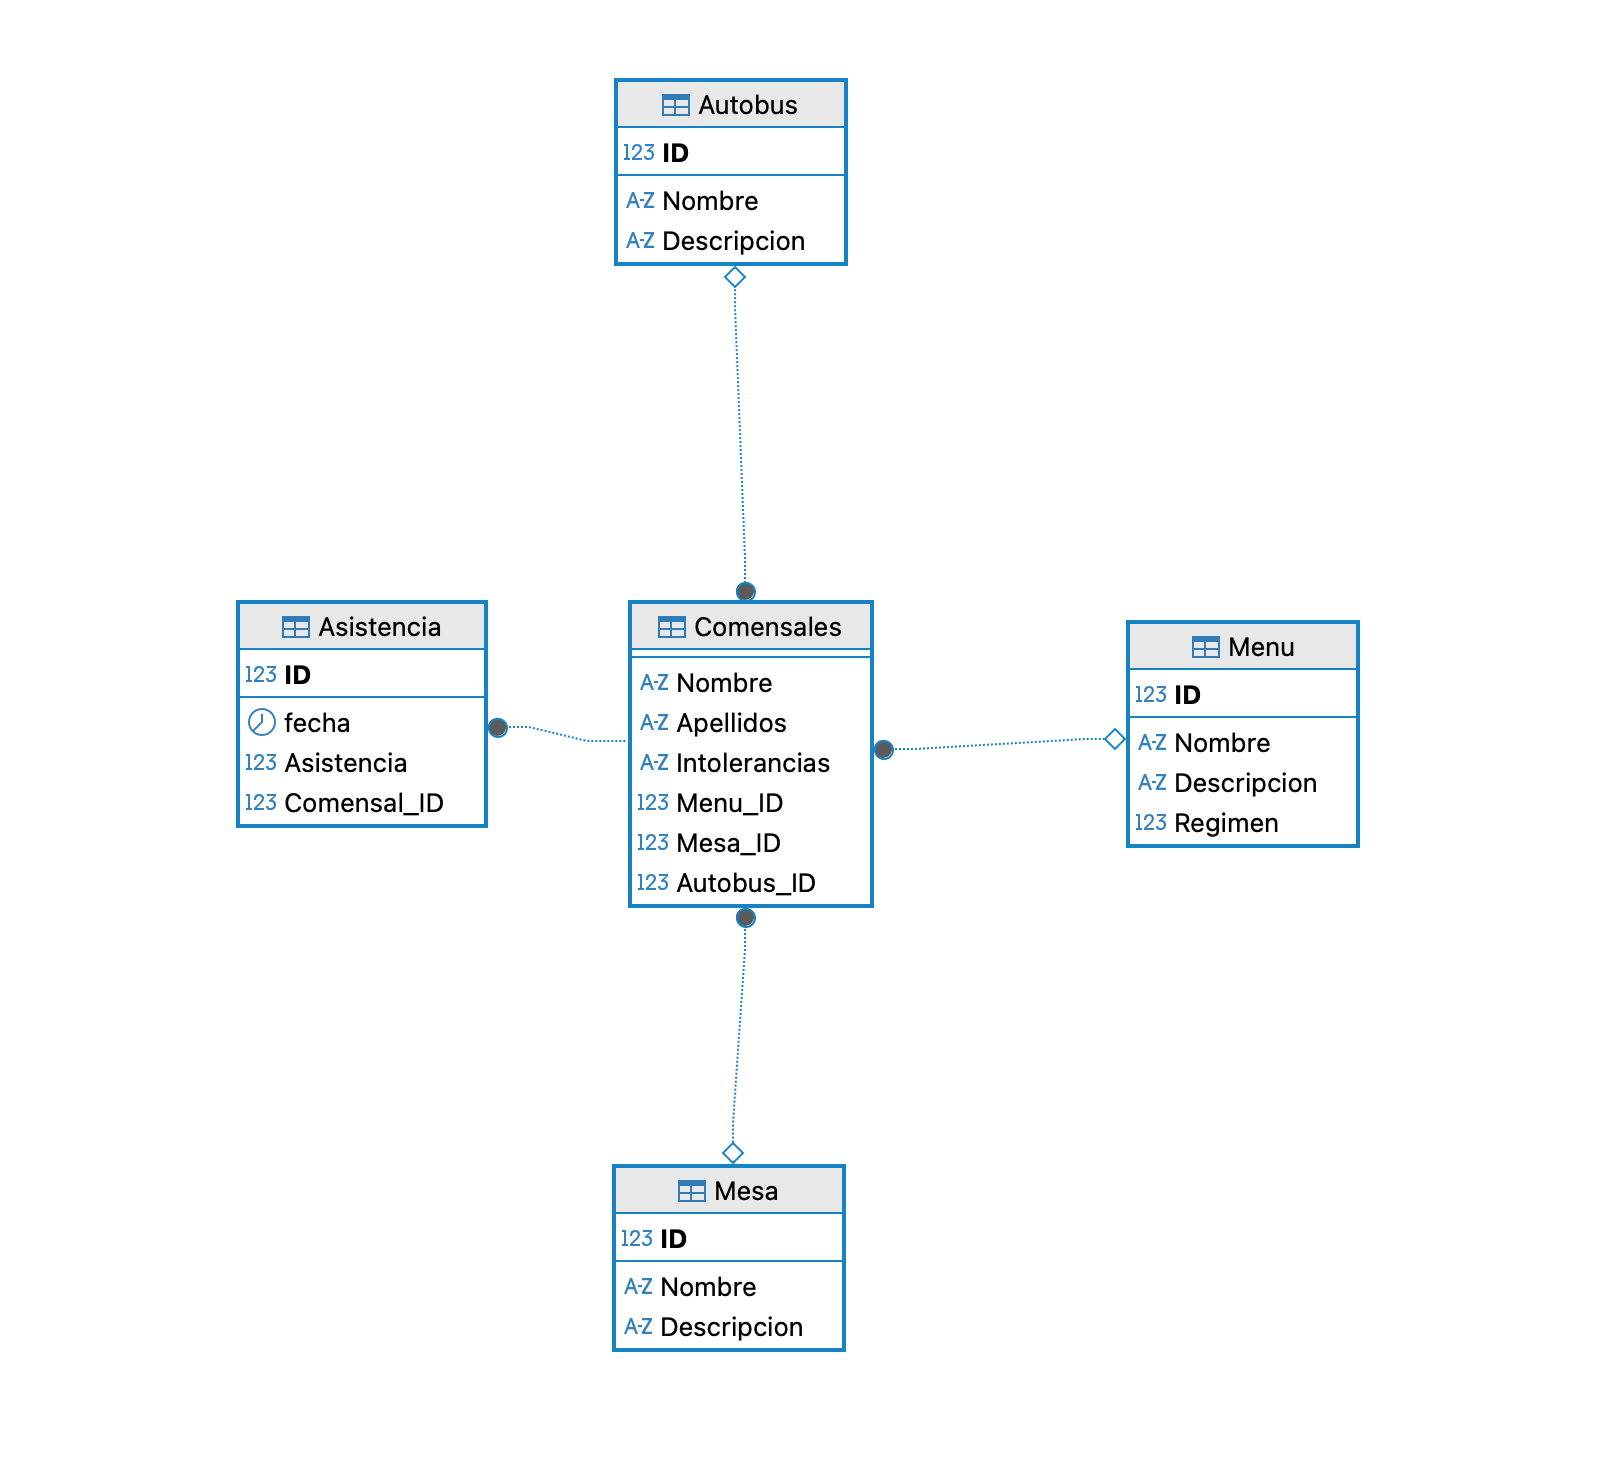 Autobus
123 ID
A-Z Nombre
A-Z Descripcion
Asistencia
123 ID
fecha
123 Asistencia
123 Comensal_ID
Comensales
A-Z Nombre
A-Z Apellidos
A-Z Intolerancias
123 Menu_ID
123 Mesa_ID
123 Autobus_ID
Menu
123 ID
A-Z Nombre
A-Z Descripcion
123 Regimen
Mesa
123 ID
A-Z Nombre
A-Z Descripcion